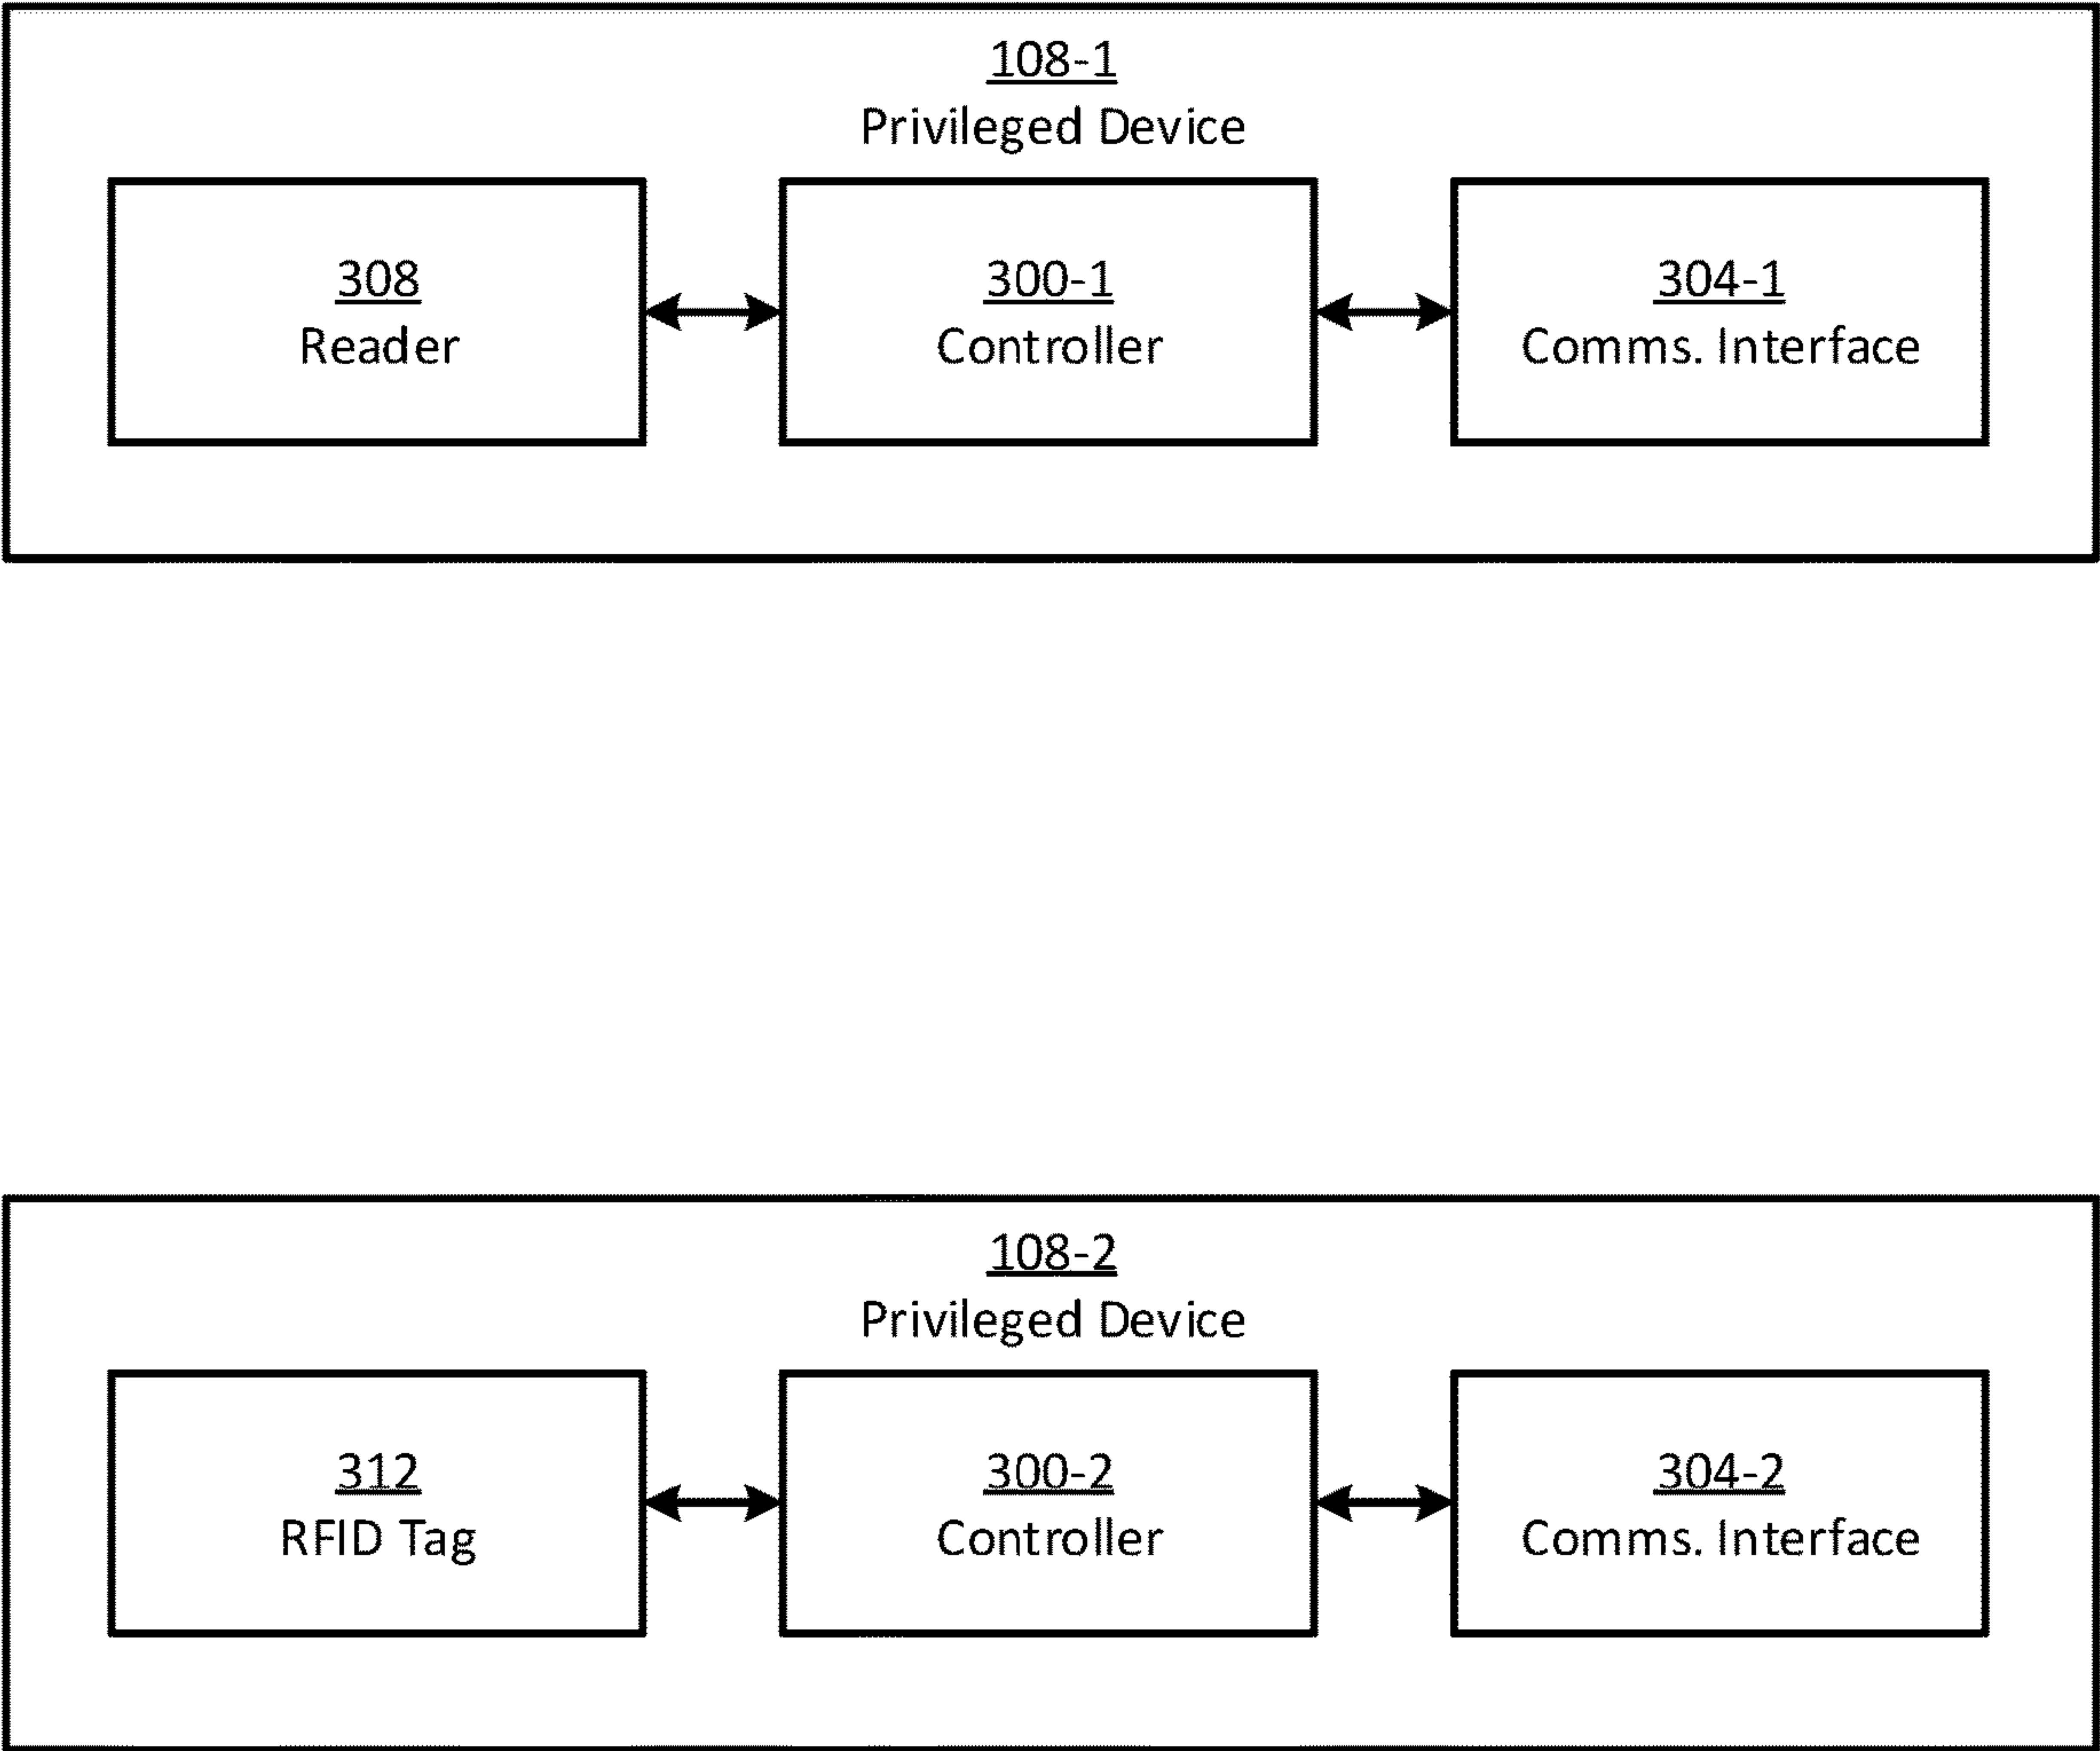 108-1
Privileged Device
308
Reader
300-1
Controller
304-1
Comms. Interface
108-2
Privileged Device
312
RFID Tag
300-2
Controller
304-2
Comms. Interface